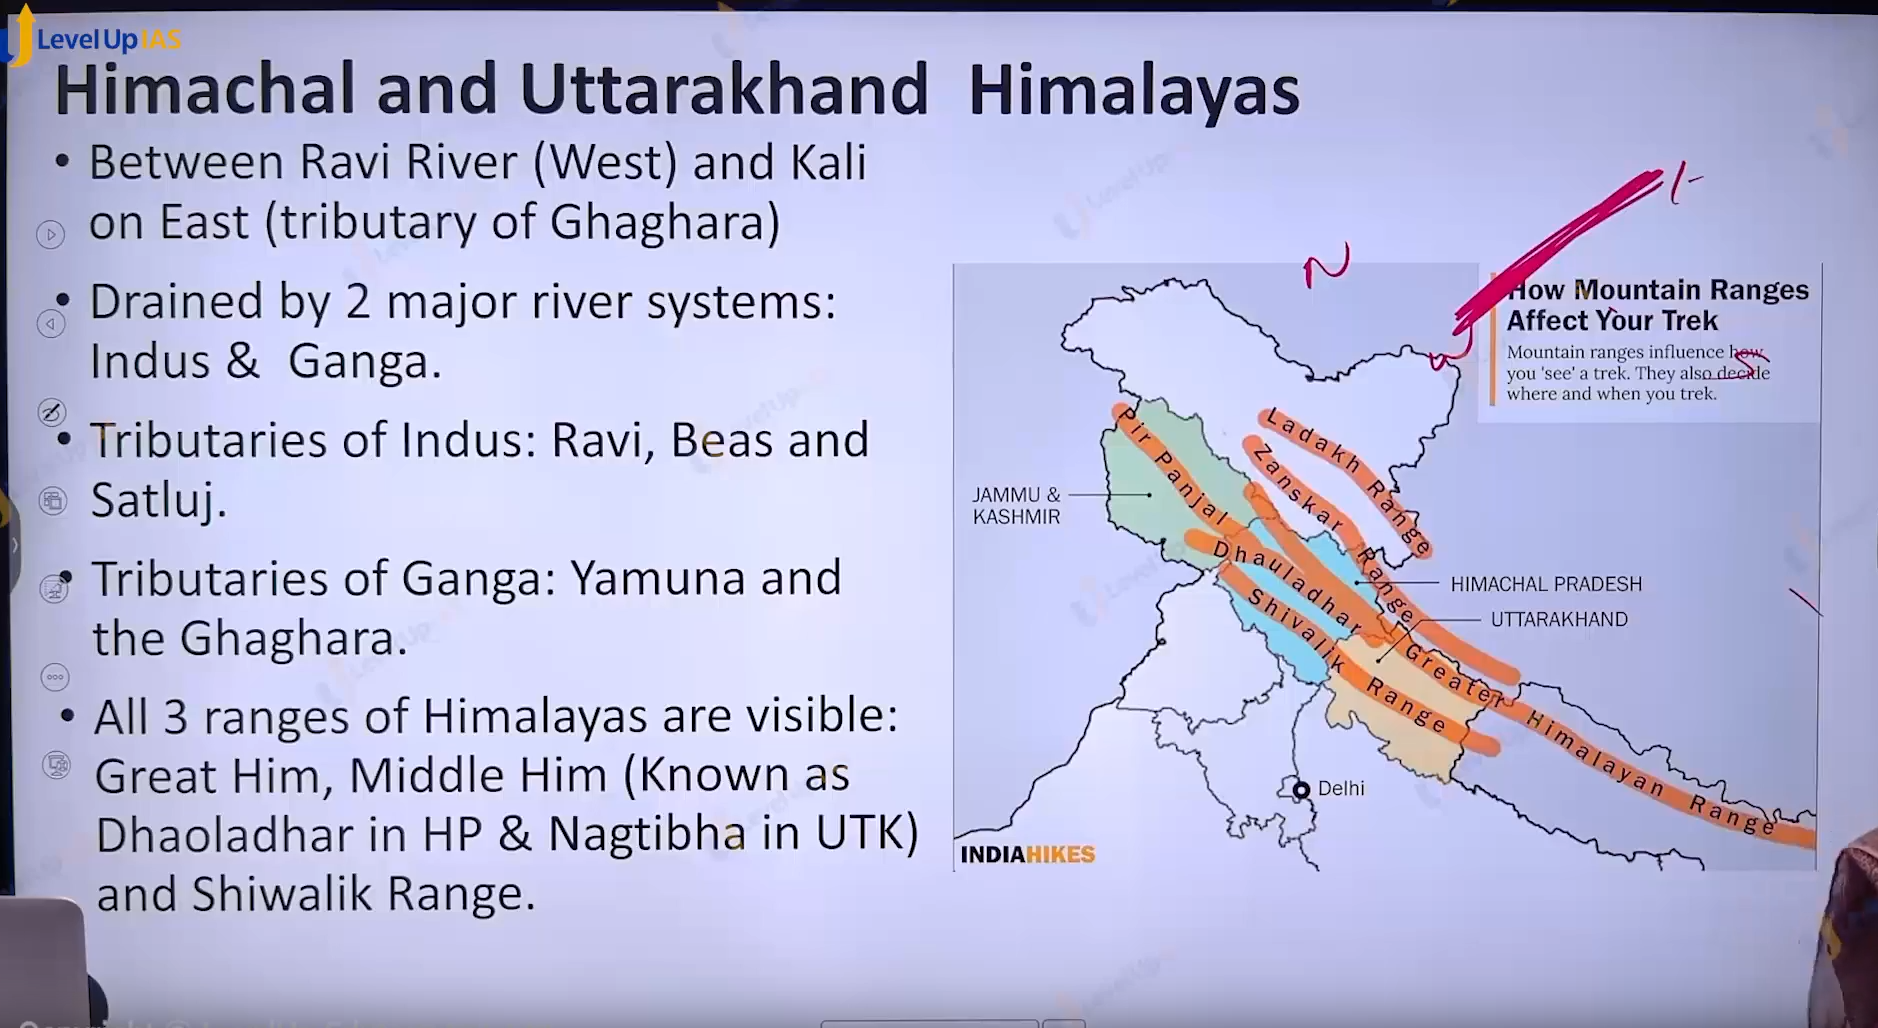 LevelUp IAS
Himachal and Uttarakhand Himalayas
• Between Ravi River (West) and Kali
on East (tributary of Ghaghara)
• Drained by 2 major river systems:
Indus & Ganga.
• Tributaries of Indus: Ravi, Beas and
Satluj.
• Tributaries of Ganga: Yamuna and
the Ghaghara.
• All 3 ranges of Himalayas are visible:
Great Him, Middle Him (Known as
Dhaoladhar in HP & Nagtibha in UTK)
and Shiwalik Range.
N
How Mountain Ranges
Affect Your Trek
Mountain ranges influence how
you 'see' a trek. They also decide
where and when you trek.
Ladakh Range
Zanskar Range
Pir Panjal
JAMMU &
KASHMIR
Dhauladhar
Shivalik Range
HIMACHAL PRADESH
UTTARAKHAND
Greater Himalayan Range
Delhi
INDIAHIKES